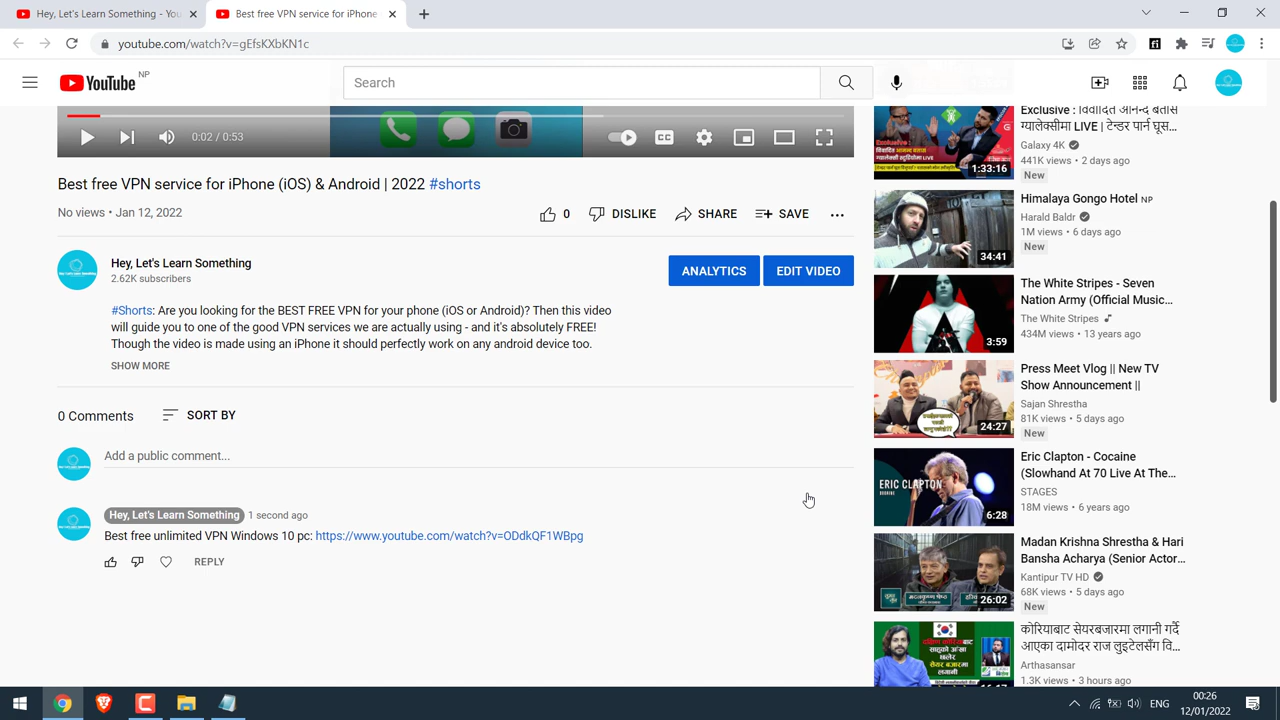 Hey, Let's Learn Something - You
Best free VPN service for iPhone
youtube.com/watch?v=gEfsKXbKN1c
YouTube NP
Search
0:02 / 0:53
Best free VPN service for iPhone (iOS) & Android | 2022 #shorts
No views • Jan 12, 2022
0 DISLIKE SHARE SAVE
Hey, Let's Learn Something
2.62K subscribers
ANALYTICS EDIT VIDEO
#Shorts: Are you looking for the BEST FREE VPN for your phone (iOS or Android)? Then this video
will guide you to one of the good VPN services we are actually using - and it's absolutely FREE!
Though the video is made using an iPhone it should perfectly work on any android device too.
SHOW MORE
0 Comments SORT BY
Add a public comment...
Hey, Let's Learn Something 1 second ago
Best free unlimited VPN Windows 10 pc: https://www.youtube.com/watch?v=ODdkQF1WBpg
REPLY
Exclusive : विवादित आनन्द बतास
ग्यालेक्सीमा LIVE | टेन्डर पार्न घूस...
Galaxy 4K
441K views • 2 days ago
New
1:33:16
Himalaya Gongo Hotel NP
Harald Baldr
1M views • 6 days ago
New
34:41
The White Stripes - Seven
Nation Army (Official Music...
The White Stripes
434M views • 13 years ago
3:59
Press Meet Vlog || New TV
Show Announcement ||
Sajan Shrestha
81K views • 5 days ago
New
24:27
Eric Clapton - Cocaine
(Slowhand At 70 Live At The...
STAGES
18M views • 6 years ago
ERIC CLAPTON
6:28
Madan Krishna Shrestha & Hari
Bansha Acharya (Senior Actor...
Kantipur TV HD
68K views • 5 days ago
New
26:02
कोरियाबाट सेयरबजारमा लगानी गर्दै
आएका दामोदर राज लुइटेलसँग वि...
Arthasansar
1.3K views • 3 hours ago
ENG
00:26
12/01/2022